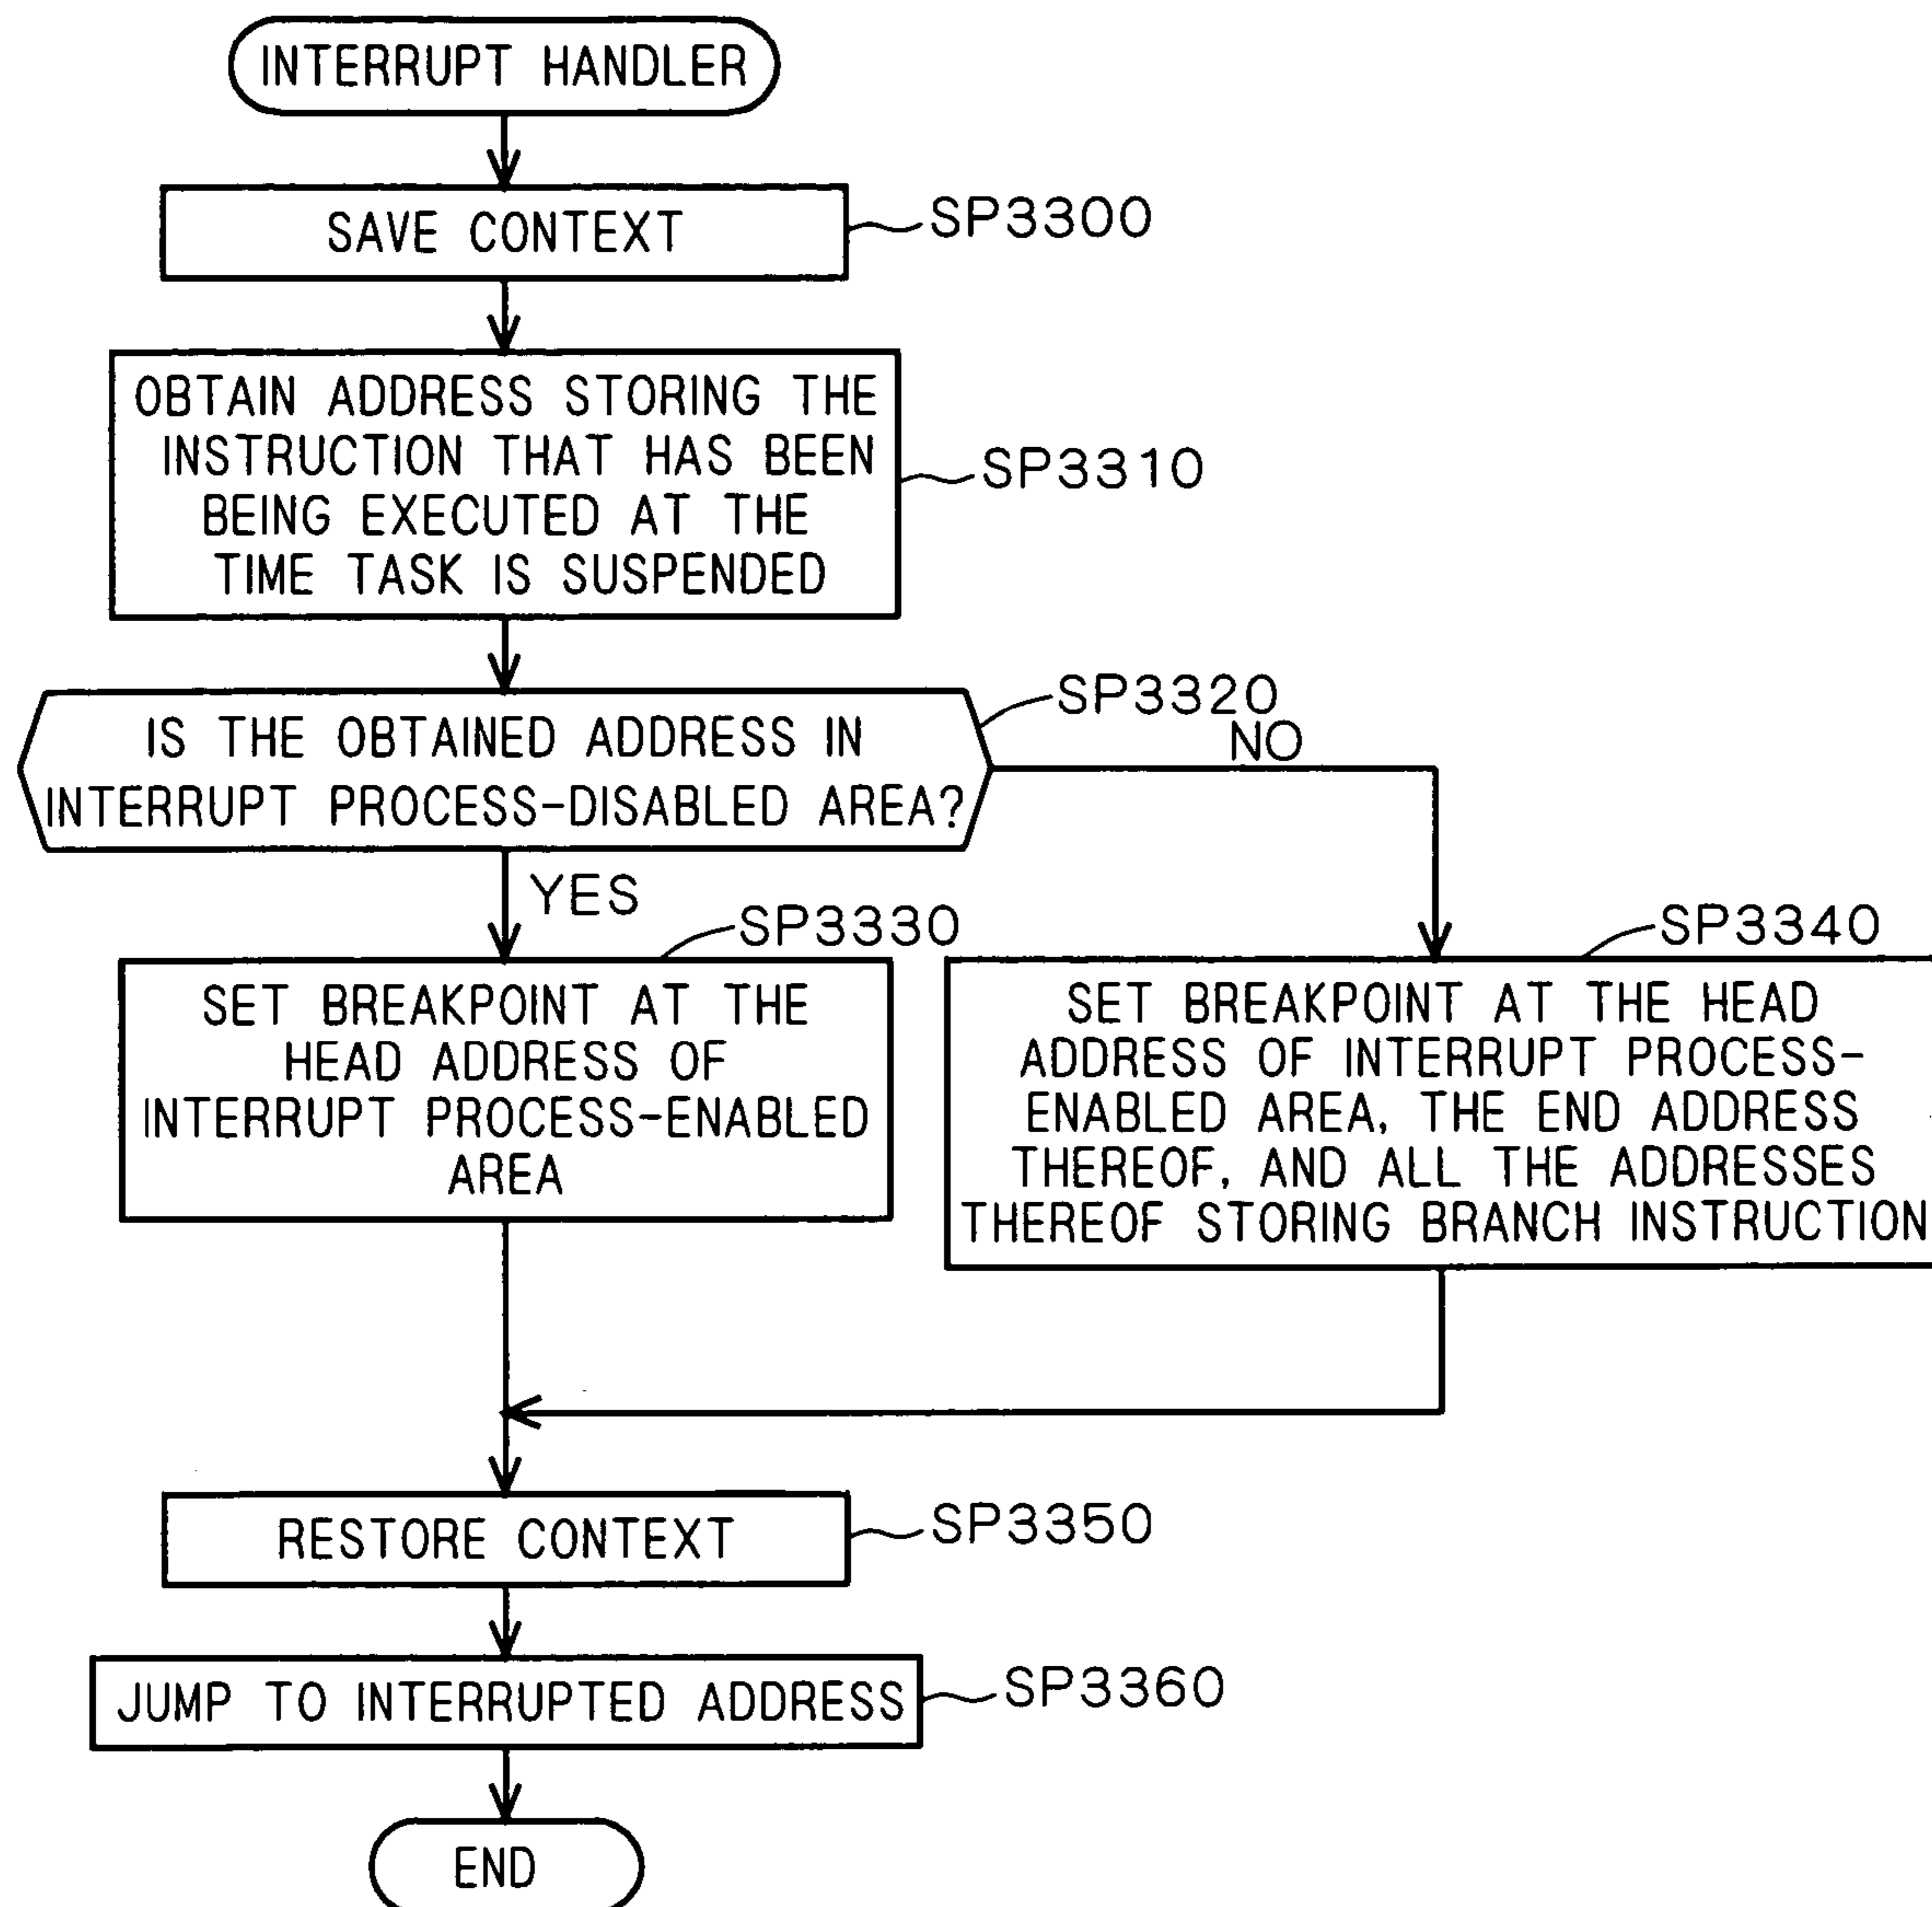 INTERRUPT HANDLER
SAVE CONTEXT
SP3300
OBTAIN ADDRESS STORING THE
INSTRUCTION THAT HAS BEEN
BEING EXECUTED AT THE
TIME TASK IS SUSPENDED
SP3310
SP3320
IS THE OBTAINED ADDRESS IN
INTERRUPT PROCESS-DISABLED AREA?
NO
YES
SP3330
SET BREAKPOINT AT THE
HEAD ADDRESS OF
INTERRUPT PROCESS-ENABLED
AREA
SP3340
SET BREAKPOINT AT THE HEAD
ADDRESS OF INTERRUPT PROCESS-
ENABLED AREA, THE END ADDRESS
THEREOF, AND ALL THE ADDRESSES
THEREOF STORING BRANCH INSTRUCTION
RESTORE CONTEXT
SP3350
JUMP TO INTERRUPTED ADDRESS
SP3360
END